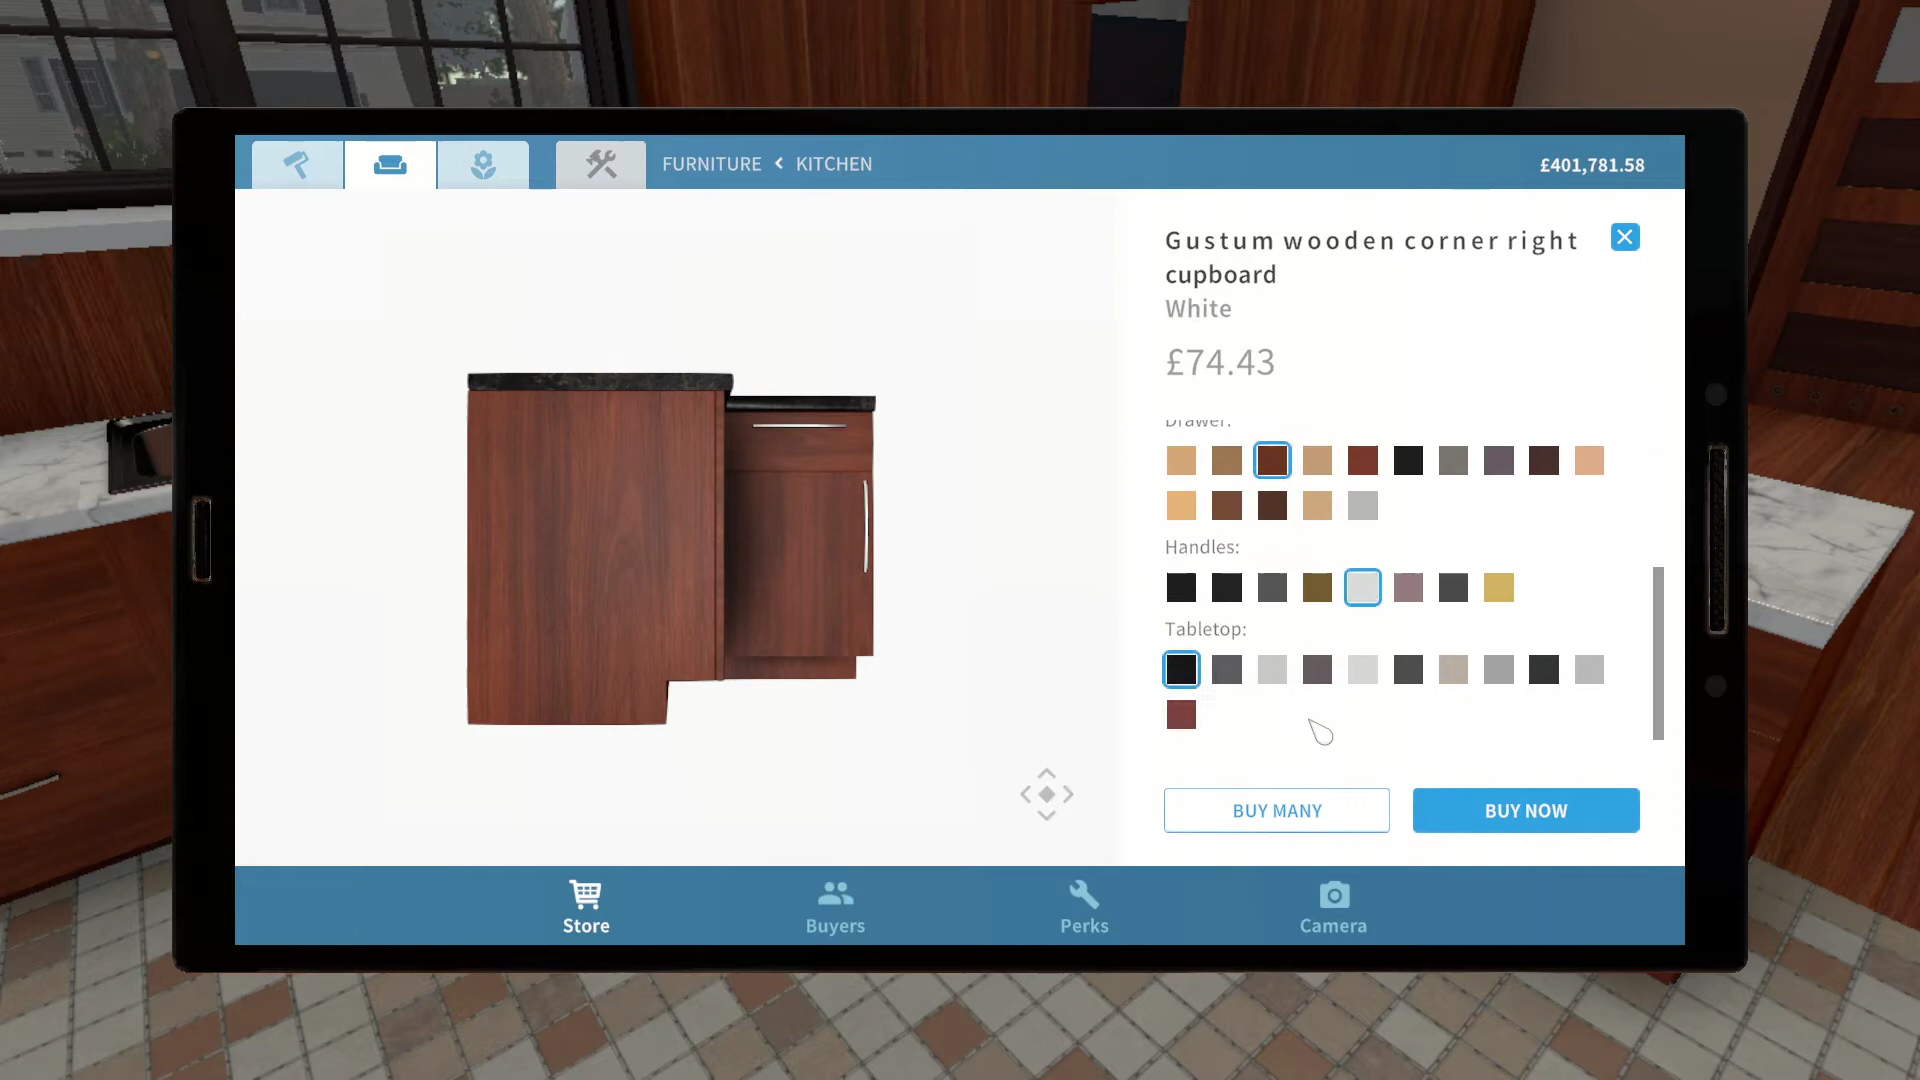 FURNITURE < KITCHEN
£401,781.58
Gustum wooden corner right
cupboard
White
£74.43
Drawer:
Handles:
Tabletop:
BUY MANY
BUY NOW
Store
Buyers
Perks
Camera